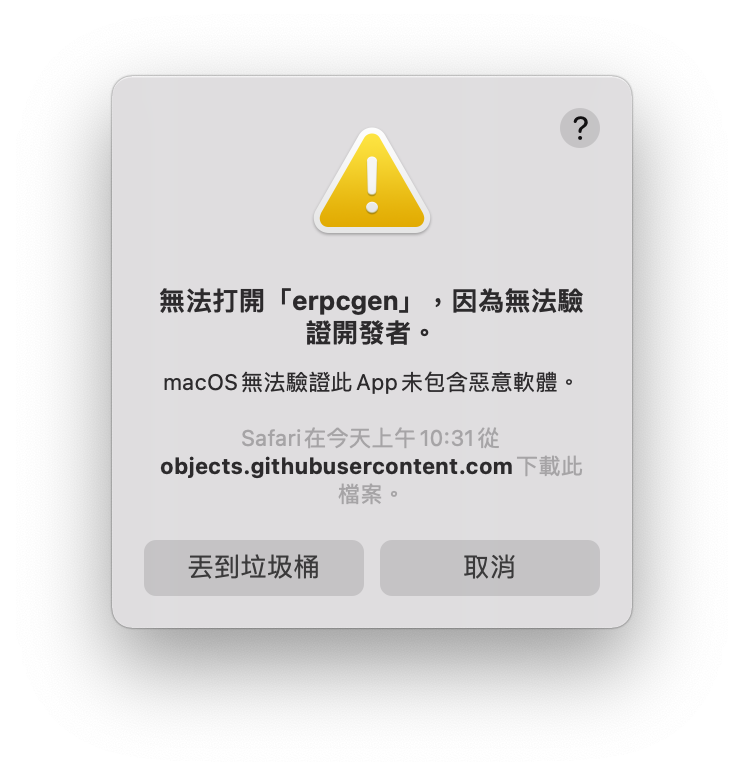 ?
無法打開「erpcgen」，因為無法驗
證開發者。
macOS 無法驗證此 App 未包含惡意軟體。
Safari 在今天上午 10:31 從
objects.githubusercontent.com 下載此
檔案。
丟到垃圾桶
取消